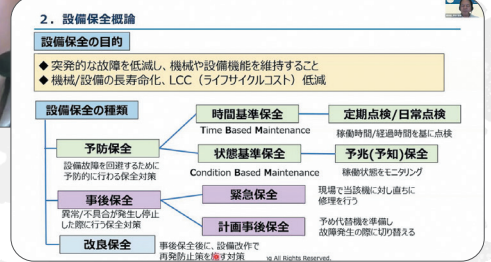 2．設備保全概論
設備保全の目的
◆ 突発的な故障を低減し、機械や設備機能を維持すること
◆ 機械/設備の長寿命化、LCC（ライフサイクルコスト）低減
設備保全の種類
時間基準保全
定期点検/日常点検
Time Based Maintenance
稼働時間/経過時間を基に点検
予防保全
状態基準保全
予兆(予知)保全
設備故障を回避するために
予防的に行わる保全対策
Condition Based Maintenance
稼働状態をモニタリング
事後保全
緊急保全
現場で当該機に対し直ちに
修理を行う
異常/不具合が発生し停止
した際に行う保全対策
計画事後保全
予め代替機を準備し
故障発生の際に切り替える
改良保全
事後保全後に、設備改作で
再発防止策を施す対策
ng All Rights Reserved.